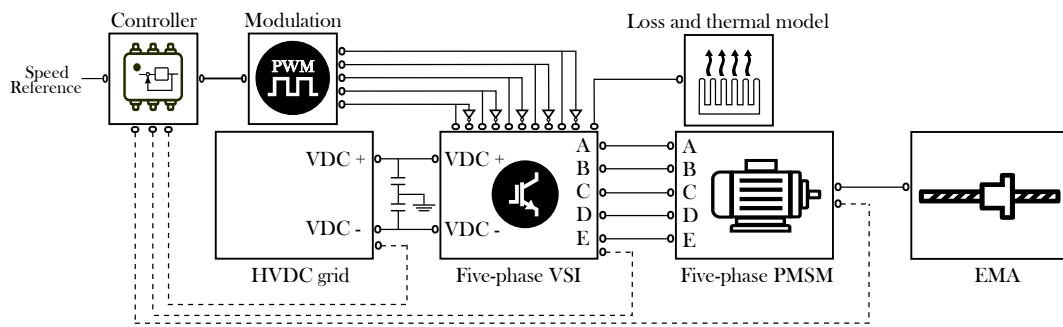 Controller
Modulation
Loss and thermal model
Speed
Reference
PWM
VDC +
VDC -
HVDC grid
VDC +
VDC -
A
B
C
D
E
Five-phase VSI
A
B
C
D
E
Five-phase PMSM
EMA